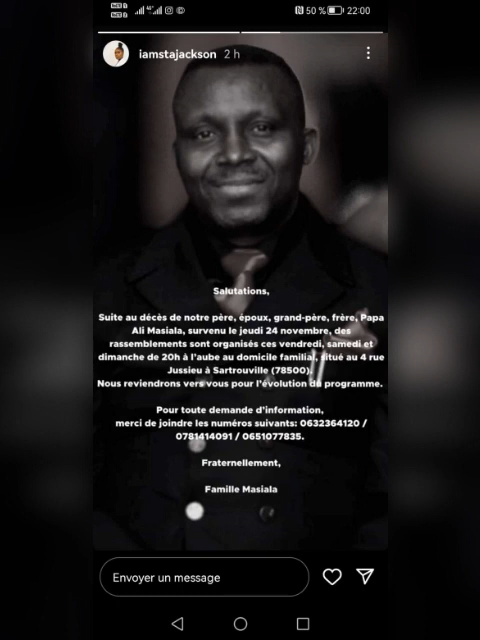 50 % 22:00
iamstajackson 2 h
Salutations,
Suite au décès de notre père, époux, grand-père, frère, Papa
Ali Masiala, survenu le jeudi 24 novembre, des
rassemblements sont organisés ces vendredi, samedi et
dimanche de 20h à l'aube au domicile familial, situé au 4 rue
Jussieu à Sartrouville (78500).
Nous reviendrons vers vous pour l'évolution du programme.
Pour toute demande d'information,
merci de joindre les numéros suivants: 0632364120 /
0781414091 / 0651077835.
Fraternellement,
Famille Masiala
Envoyer un message